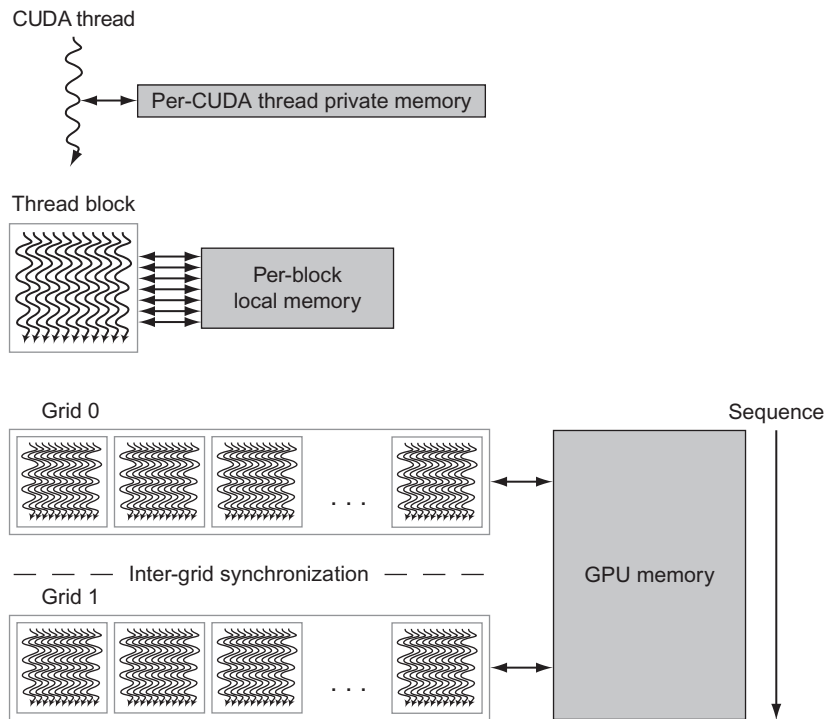 CUDA thread
Per-CUDA thread private memory
Thread block
Per-block
local memory
Grid 0
Sequence
. . .
Inter-grid synchronization
GPU memory
Grid 1
. . .